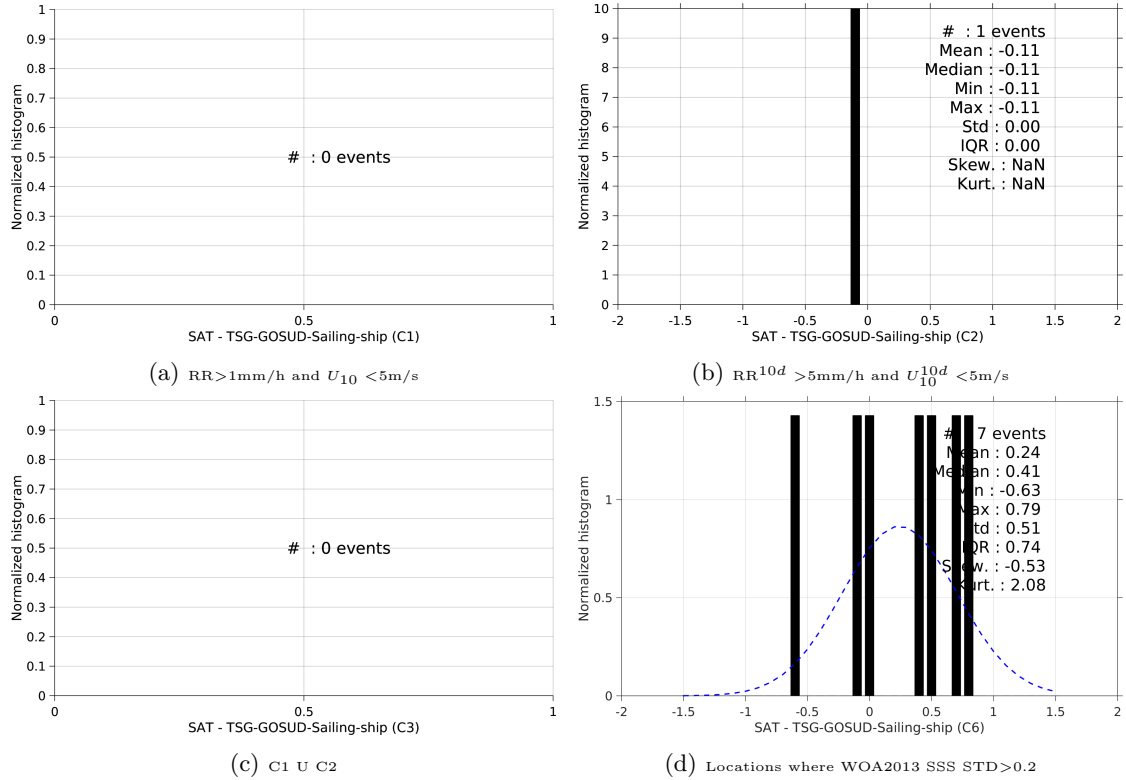 1
0.9
0.8
0.7
0.6
0.5
0.4
0.3
0.2
0.1
0
Normalized histogram
# : 0 events
0 0.5 1
SAT - TSG-GOSUD-Sailing-ship (C1)
(a) RR>1mm/h and U10 <5m/s
10
9
8
7
6
5
4
3
2
1
0
Normalized histogram
# : 1 events
Mean : -0.11
Median : -0.11
Min : -0.11
Max : -0.11
Std : 0.00
IQR : 0.00
Skew. : NaN
Kurt. : NaN
-2 -1.5 -1 -0.5 0 0.5 1 1.5 2
SAT - TSG-GOSUD-Sailing-ship (C2)
(b) RR10d >5mm/h and U10d10 <5m/s
1
0.9
0.8
0.7
0.6
0.5
0.4
0.3
0.2
0.1
0
Normalized histogram
# : 0 events
0 0.5 1
SAT - TSG-GOSUD-Sailing-ship (C3)
(c) C1 U C2
1.5
1
0.5
0
Normalized histogram
# : 7 events
Mean : 0.24
Median : 0.41
Min : -0.63
Max : 0.79
Std : 0.51
IQR : 0.74
Skew. : -0.53
Kurt. : 2.08
-2 -1.5 -1 -0.5 0 0.5 1 1.5 2
SAT - TSG-GOSUD-Sailing-ship (C6)
(d) Locations where WOA2013 SSS STD>0.2